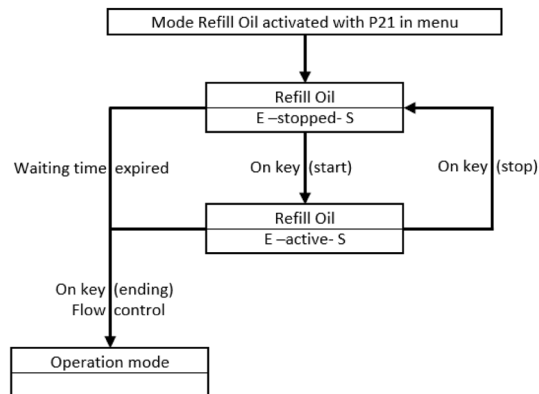 Mode Refill Oil activated with P21 in menu
Refill Oil
E –stopped- S
Waiting time expired
On key (start)
On key (stop)
Refill Oil
E –active- S
On key (ending)
Flow control
Operation mode